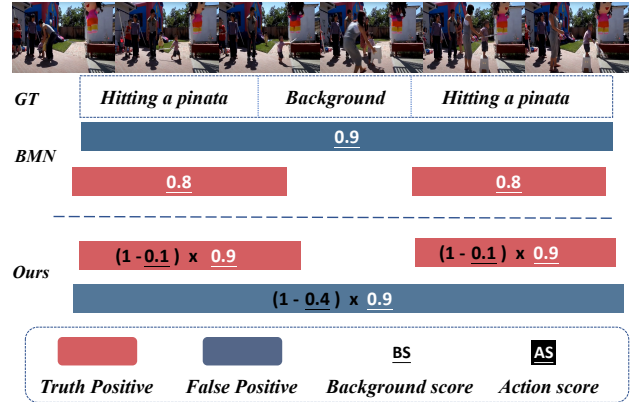 GT Hitting a pinata Background Hitting a pinata
BMN 0.9
0.8 0.8
Ours (1 - 0.1 ) x 0.9 (1 - 0.1 ) x 0.9
(1 - 0.4 ) x 0.9
BS AS
Truth Positive False Positive Background score Action score